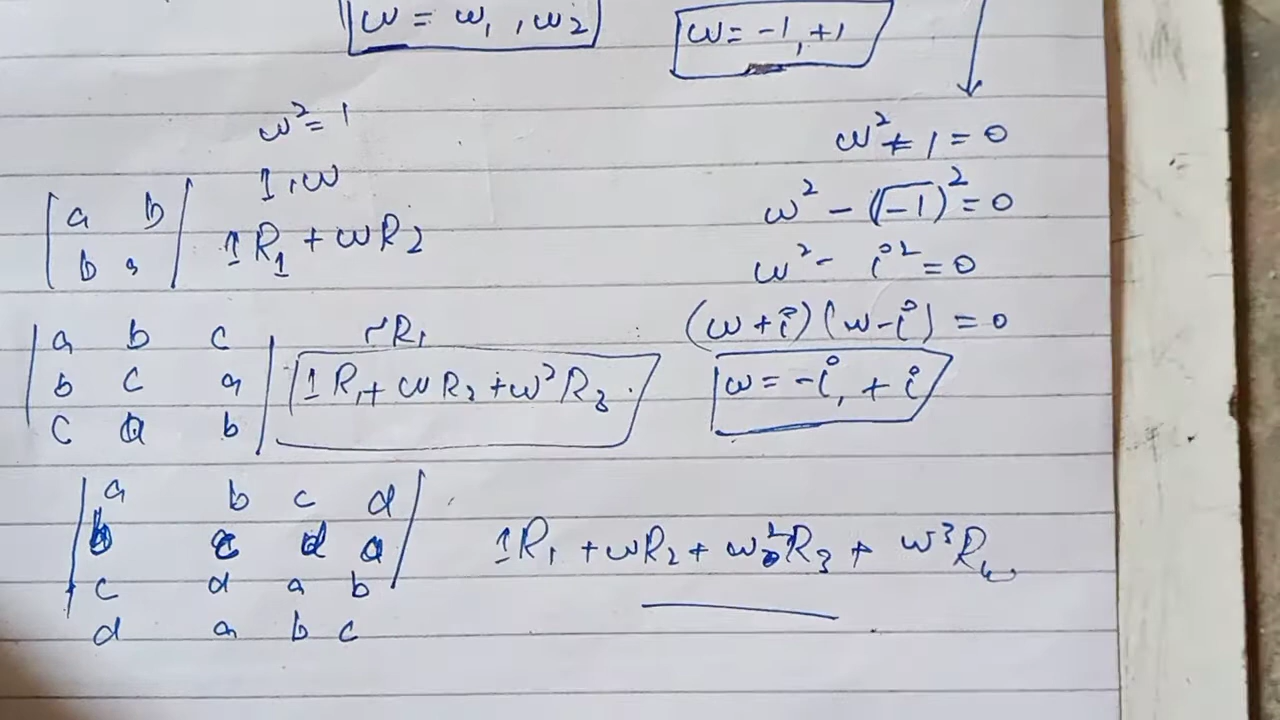 ω = ω₁, ω₂
ω = -1, +1
ω² = 1
1, ω
|a b|
|b a|
1R₁ + ωR₂
ω² + 1 = 0
ω² - (√-1)² = 0
ω² - i² = 0
(ω + i)(ω - i) = 0
ω = -i, + i
|a b c|
|b c a|
|c a b|
~R₁
1R₁ + ωR₂ + ω²R₃
|a b c d|
|b c d a|
|c d a b|
d a b c
1R₁ + ωR₂ + ω²R₃ + ω³R₄